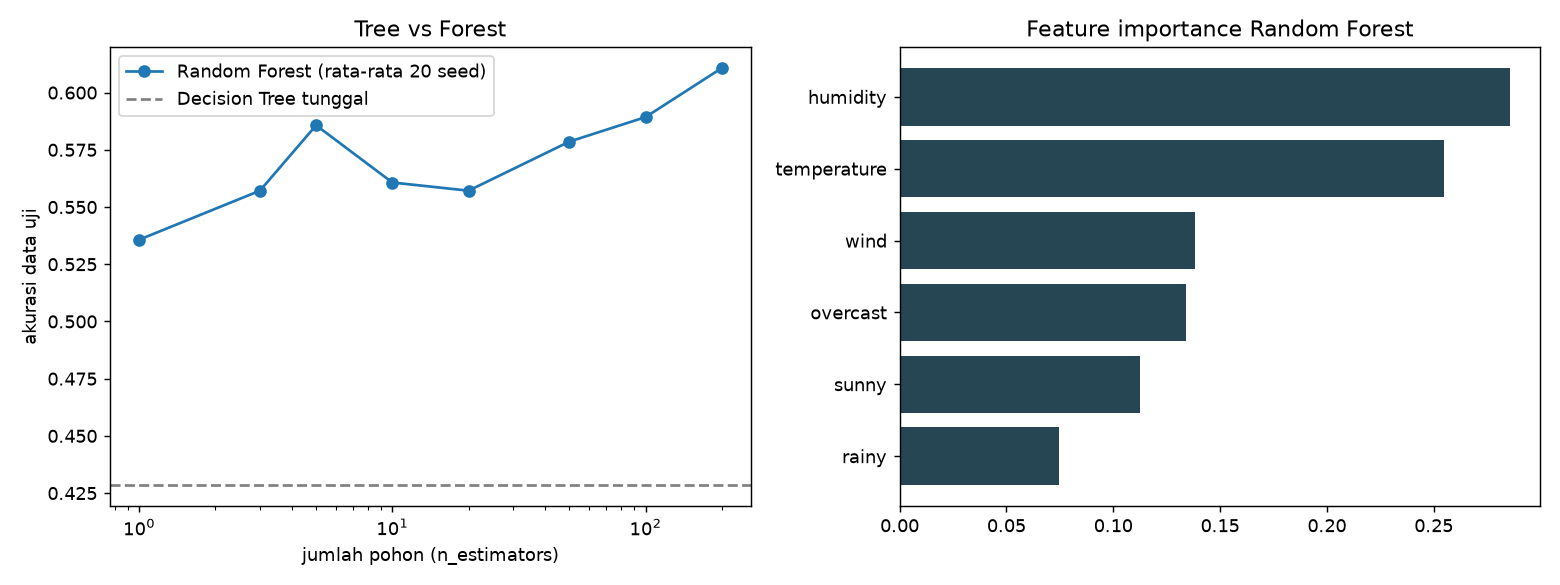 Tree vs Forest
Random Forest (rata-rata 20 seed)
Decision Tree tunggal
akurasi data uji
0.600
0.575
0.550
0.525
0.500
0.475
0.450
0.425
10⁰
10¹
10²
jumlah pohon (n_estimators)
Feature importance Random Forest
humidity
temperature
wind
overcast
sunny
rainy
0.00
0.05
0.10
0.15
0.20
0.25